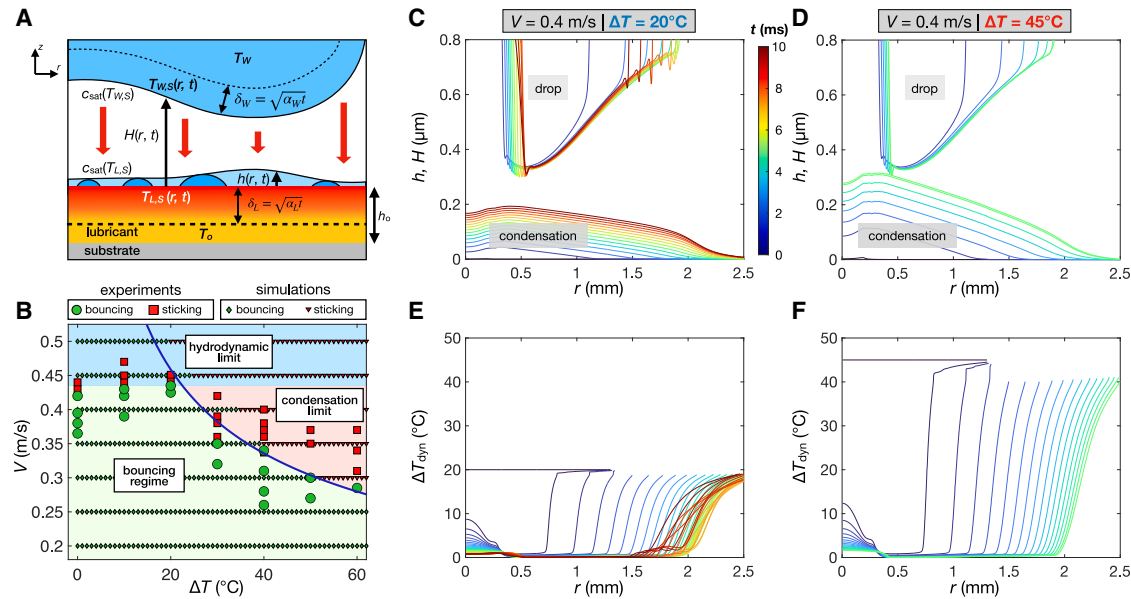 A
z
r
T_W
T_{W,S}(r, t)
c_sat(T_{W,S})
δ_W = √α_W t
H(r, t)
c_sat(T_{L,S})
h(r, t)
T_{L,S}(r, t)
δ_L = √α_L t
h_o
T_o
lubricant
substrate
B
experiments
simulations
bouncing sticking
bouncing sticking
hydrodynamic
limit
condensation
limit
bouncing
regime
V (m/s)
0.5
0.45
0.4
0.35
0.3
0.25
0.2
0 20 40 60
ΔT (°C)
C
V = 0.4 m/s | ΔT = 20°C
t (ms)
10
8
6
4
2
0
drop
condensation
h, H (μm)
0.8
0.6
0.4
0.2
0
0 0.5 1 1.5 2 2.5
r (mm)
D
V = 0.4 m/s | ΔT = 45°C
drop
condensation
0.8
0.6
0.4
0.2
0
0 0.5 1 1.5 2 2.5
r (mm)
E
ΔT_dyn (°C)
50
40
30
20
10
0
0 0.5 1 1.5 2 2.5
r (mm)
F
ΔT_dyn (°C)
50
40
30
20
10
0
0 0.5 1 1.5 2 2.5
r (mm)